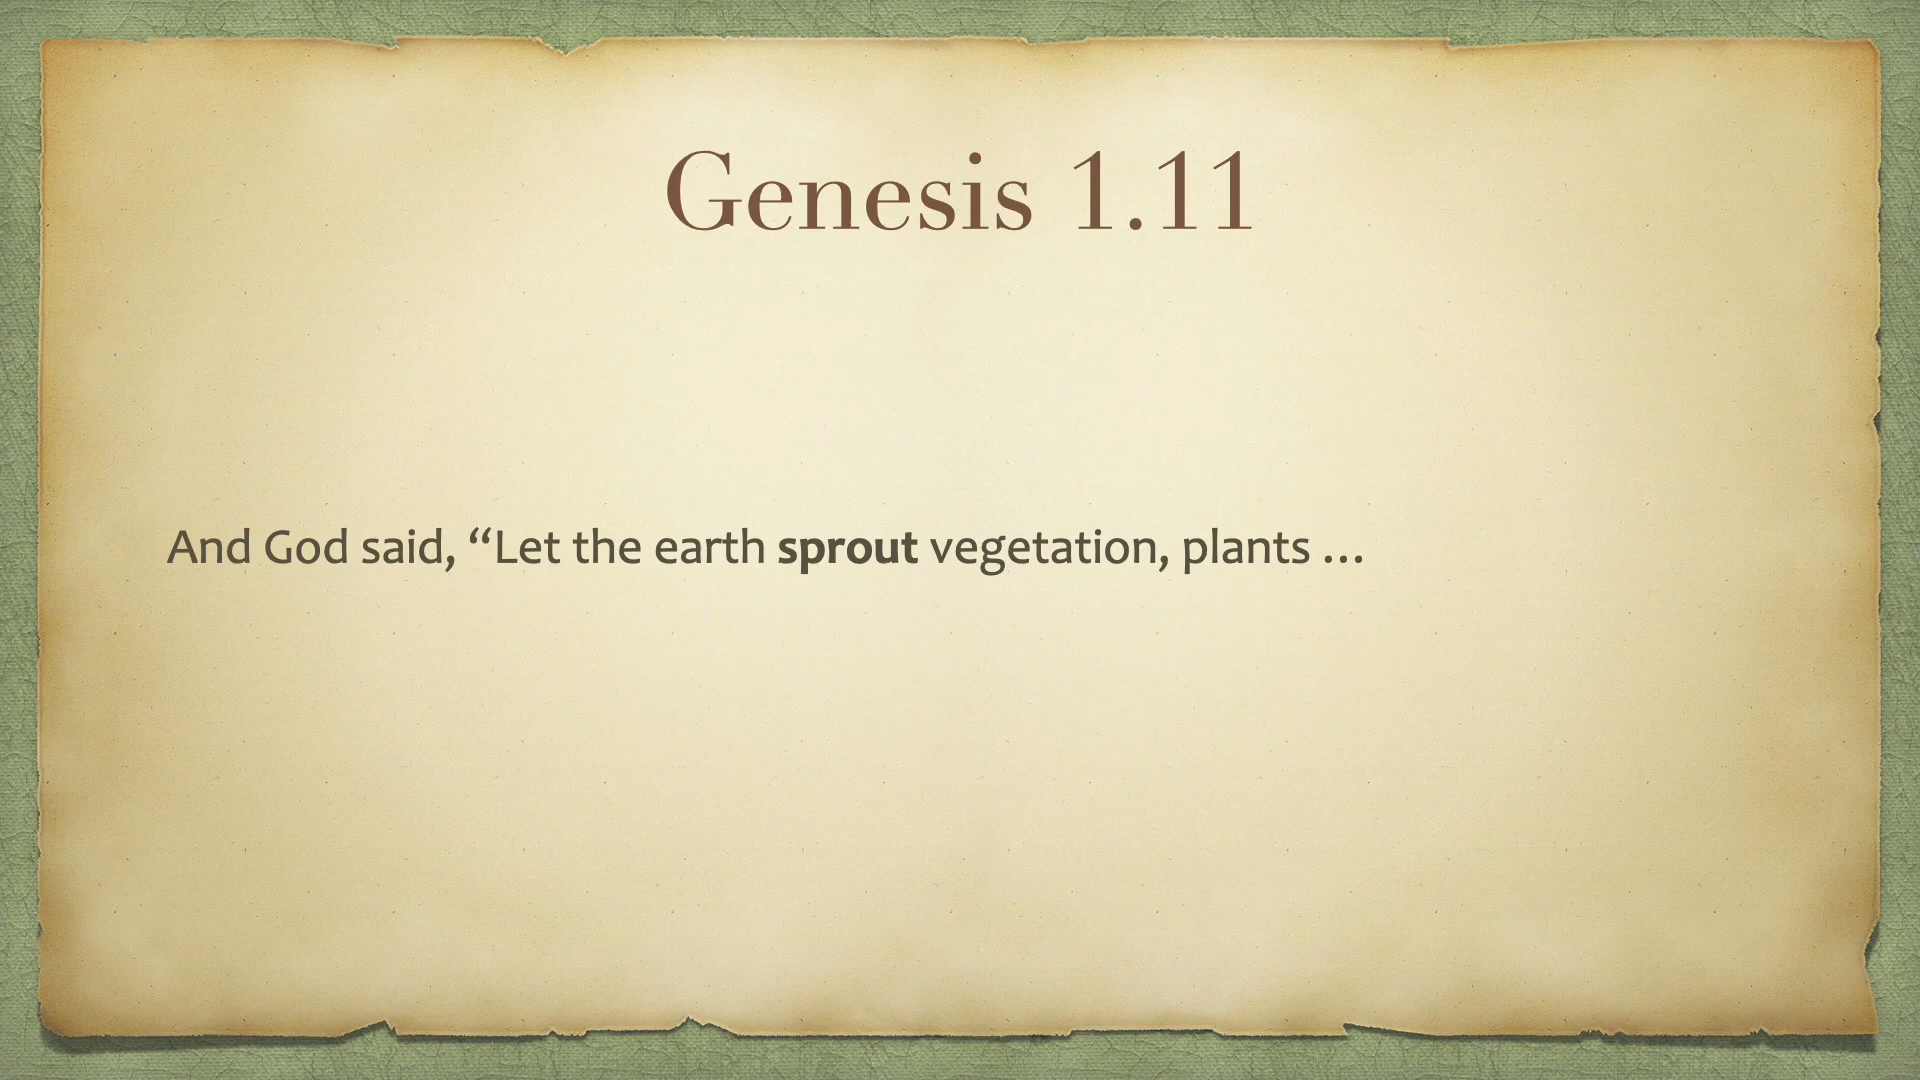 Genesis 1.11
And God said, “Let the earth sprout vegetation, plants …